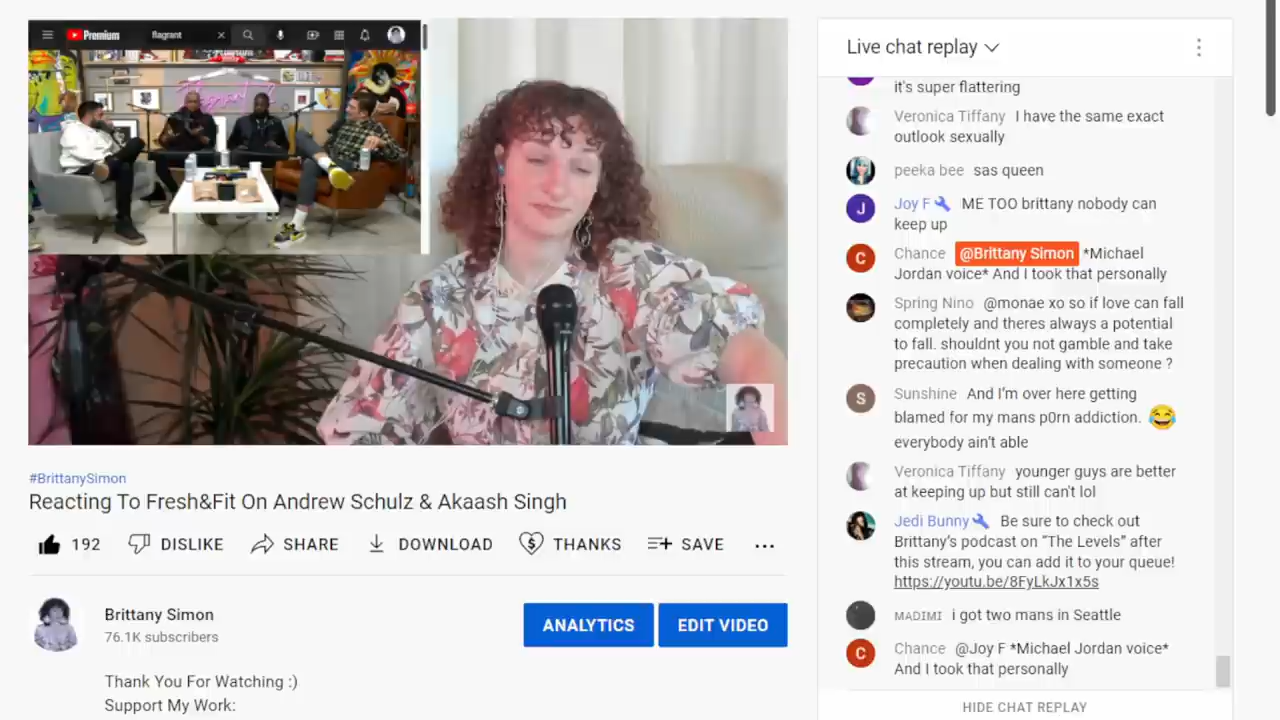 Premium
flagrant
Flagrant 2
Live chat replay
it's super flattering
Veronica Tiffany I have the same exact
outlook sexually
peeka bee sas queen
J
Joy F ME TOO brittany nobody can
keep up
C
Chance @Brittany Simon *Michael
Jordan voice* And I took that personally
Spring Nino @monae xo so if love can fall
completely and theres always a potential
to fall. shouldnt you not gamble and take
precaution when dealing with someone ?
S
Sunshine And I'm over here getting
blamed for my mans p0rn addiction. 😂
everybody ain't able
Veronica Tiffany younger guys are better
at keeping up but still can't lol
Jedi Bunny Be sure to check out
Brittany's podcast on "The Levels" after
this stream, you can add it to your queue!
https://youtu.be/8FyLkJx1x5s
ᴍᴀᴅɪᴍɪ i got two mans in Seattle
C
Chance @Joy F *Michael Jordan voice*
And I took that personally
HIDE CHAT REPLAY
#BrittanySimon
Reacting To Fresh&Fit On Andrew Schulz & Akaash Singh
192 DISLIKE SHARE DOWNLOAD THANKS SAVE ...
Brittany Simon
76.1K subscribers
ANALYTICS
EDIT VIDEO
Thank You For Watching :)
Support My Work: